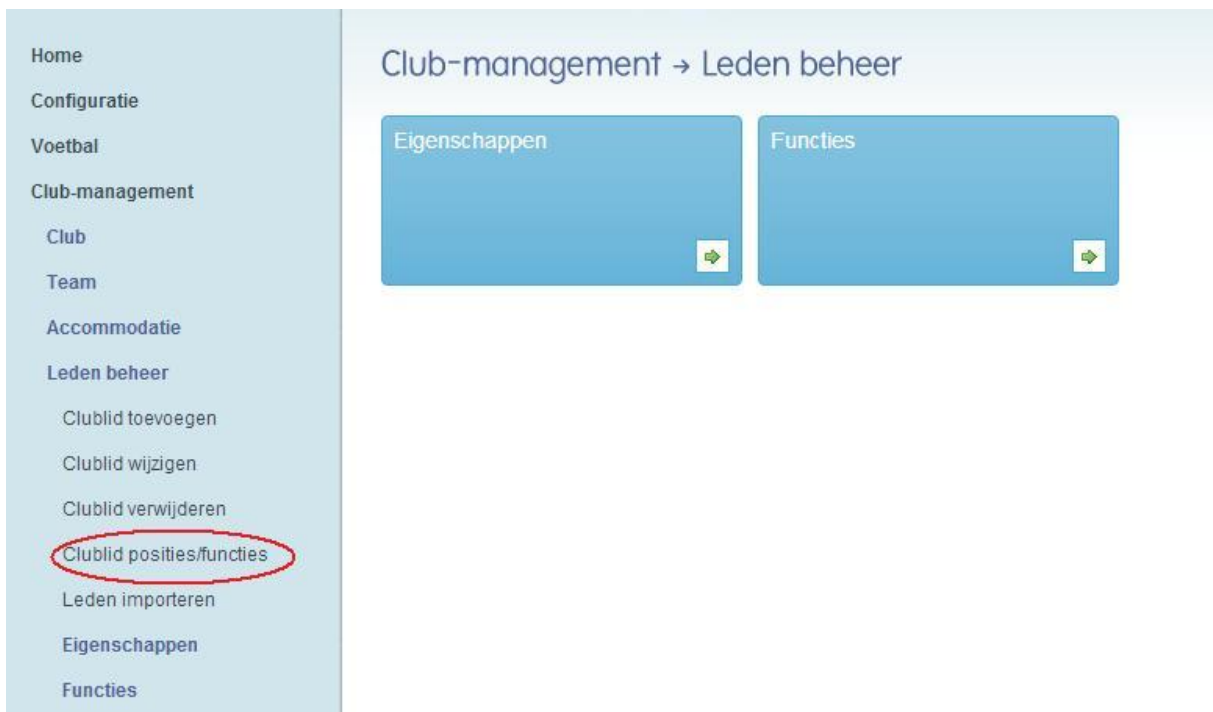 Home
Configuratie
Voetbal
Club-management
Club
Team
Accommodatie
Leden beheer
Clublid toevoegen
Clublid wijzigen
Clublid verwijderen
Clublid posities/functies
Leden importeren
Eigenschappen
Functies
Club-management → Leden beheer
Eigenschappen
Functies